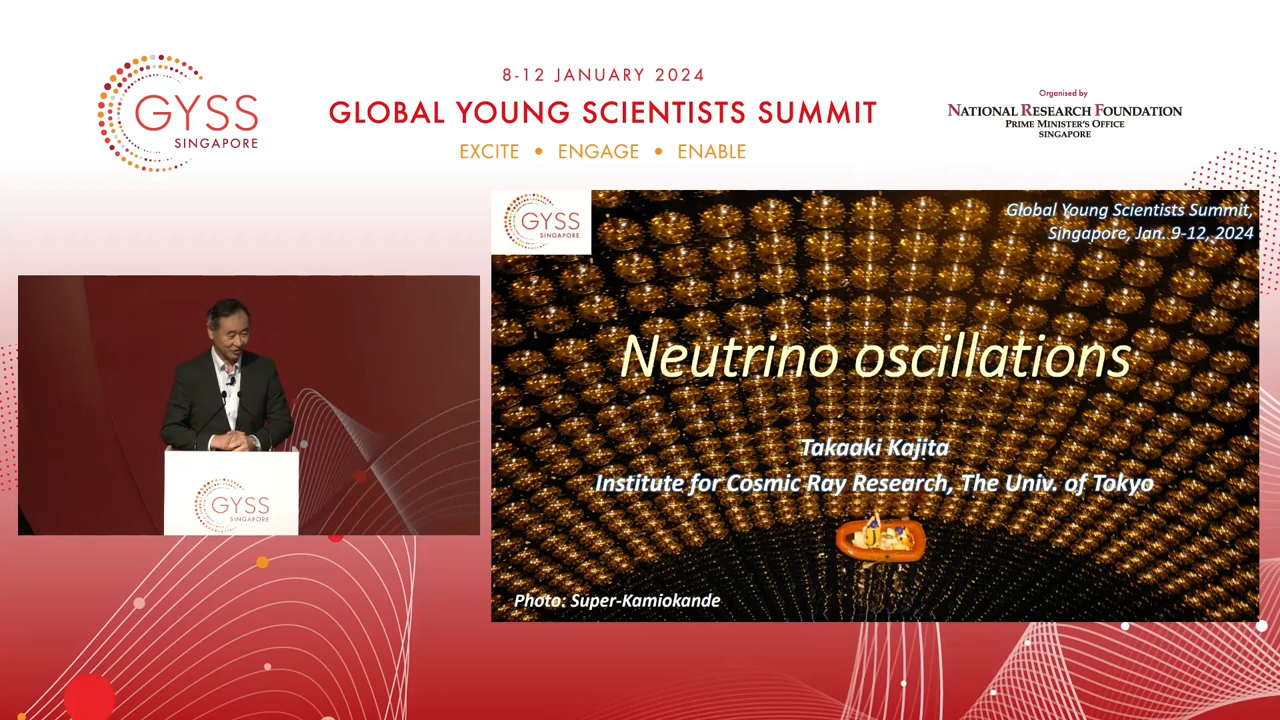 GYSS
SINGAPORE
8-12 JANUARY 2024
GLOBAL YOUNG SCIENTISTS SUMMIT
EXCITE • ENGAGE • ENABLE
Organised by
NATIONAL RESEARCH FOUNDATION
PRIME MINISTER'S OFFICE
SINGAPORE
GYSS
SINGAPORE
Global Young Scientists Summit,
Singapore, Jan. 9-12, 2024
Neutrino oscillations
Takaaki Kajita
Institute for Cosmic Ray Research, The Univ. of Tokyo
Photo: Super-Kamiokande
GYSS
SINGAPORE